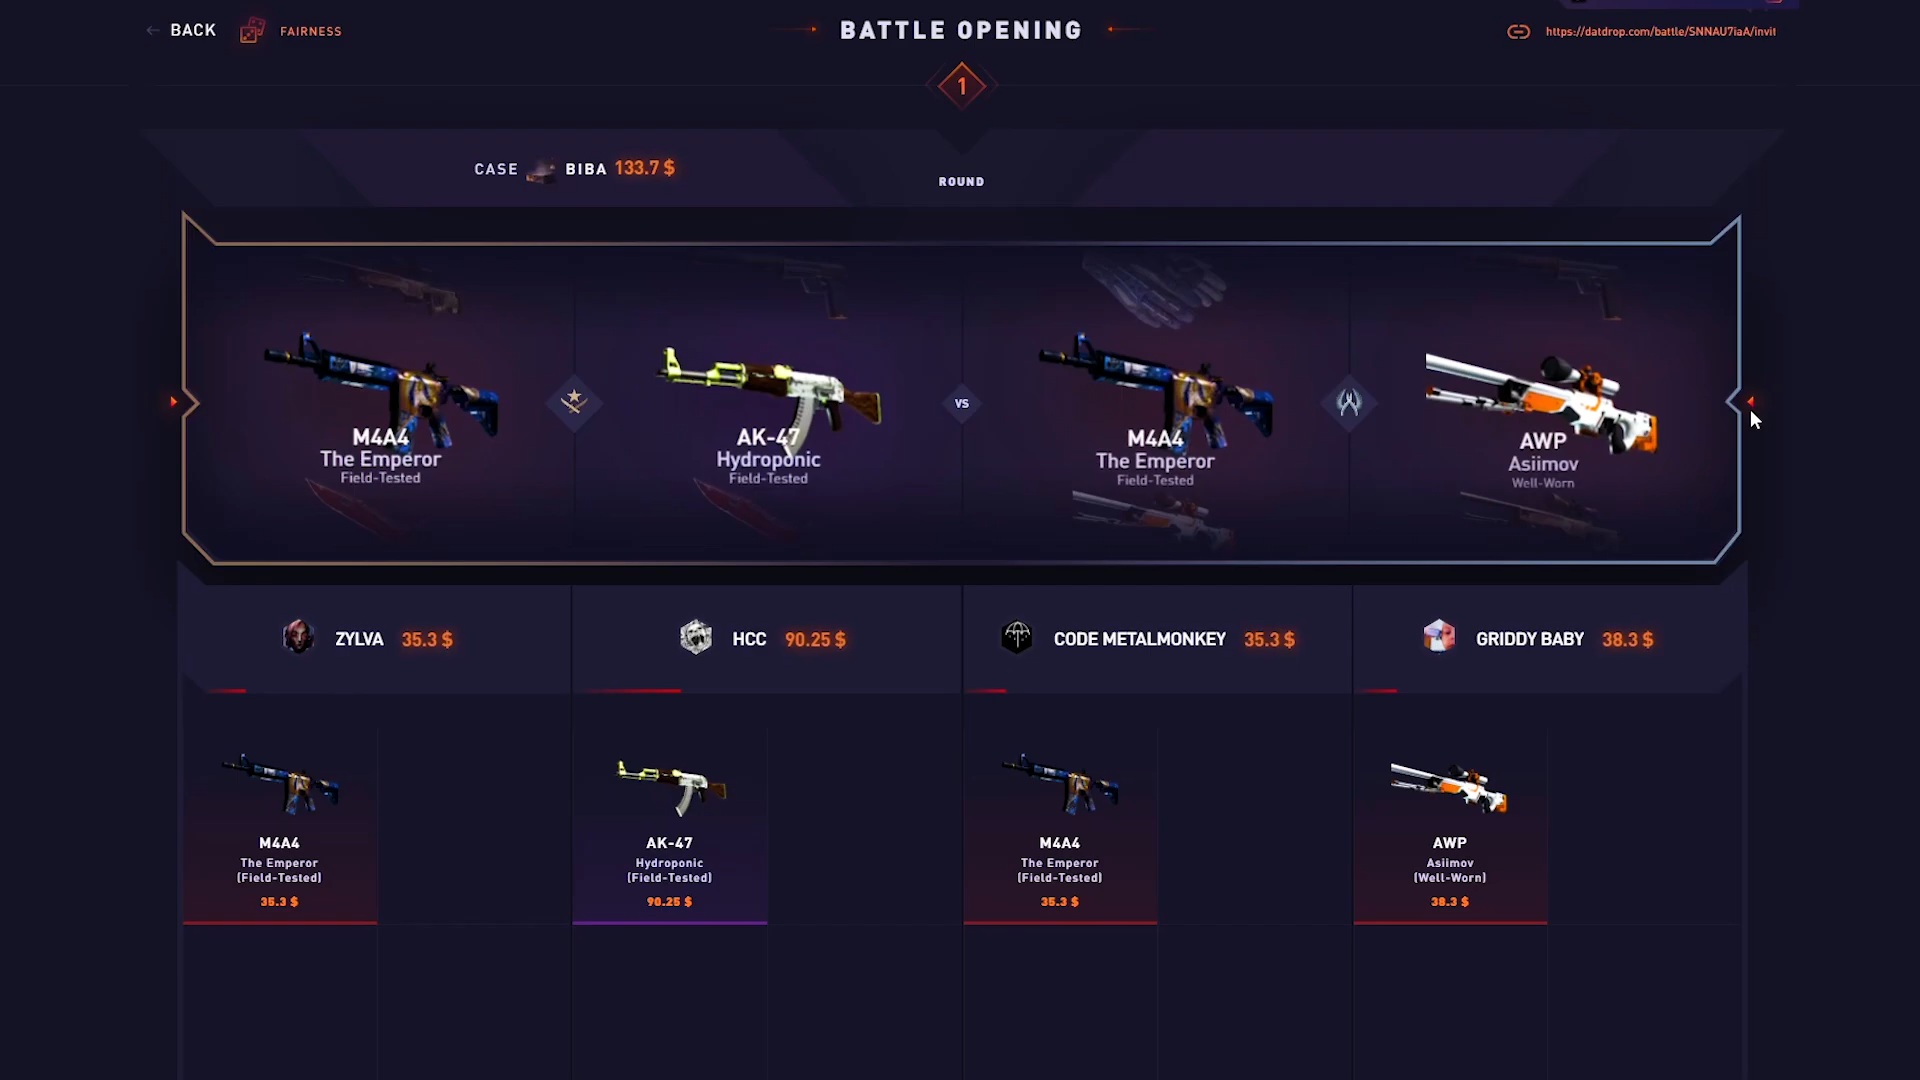 BACK
FAIRNESS
BATTLE OPENING
https://datdrop.com/battle/SNNAU7iaA/invit
1
CASE BIBA 133.7 $
ROUND
M4A4
The Emperor
Field-Tested
AK-47
Hydroponic
Field-Tested
VS
M4A4
The Emperor
Field-Tested
AWP
Asiimov
Well-Worn
ZYLVA 35.3 $
HCC 90.25 $
CODE METALMONKEY 35.3 $
GRIDDY BABY 38.3 $
M4A4
The Emperor
(Field-Tested)
35.3 $
AK-47
Hydroponic
(Field-Tested)
90.25 $
M4A4
The Emperor
(Field-Tested)
35.3 $
AWP
Asiimov
(Well-Worn)
38.3 $